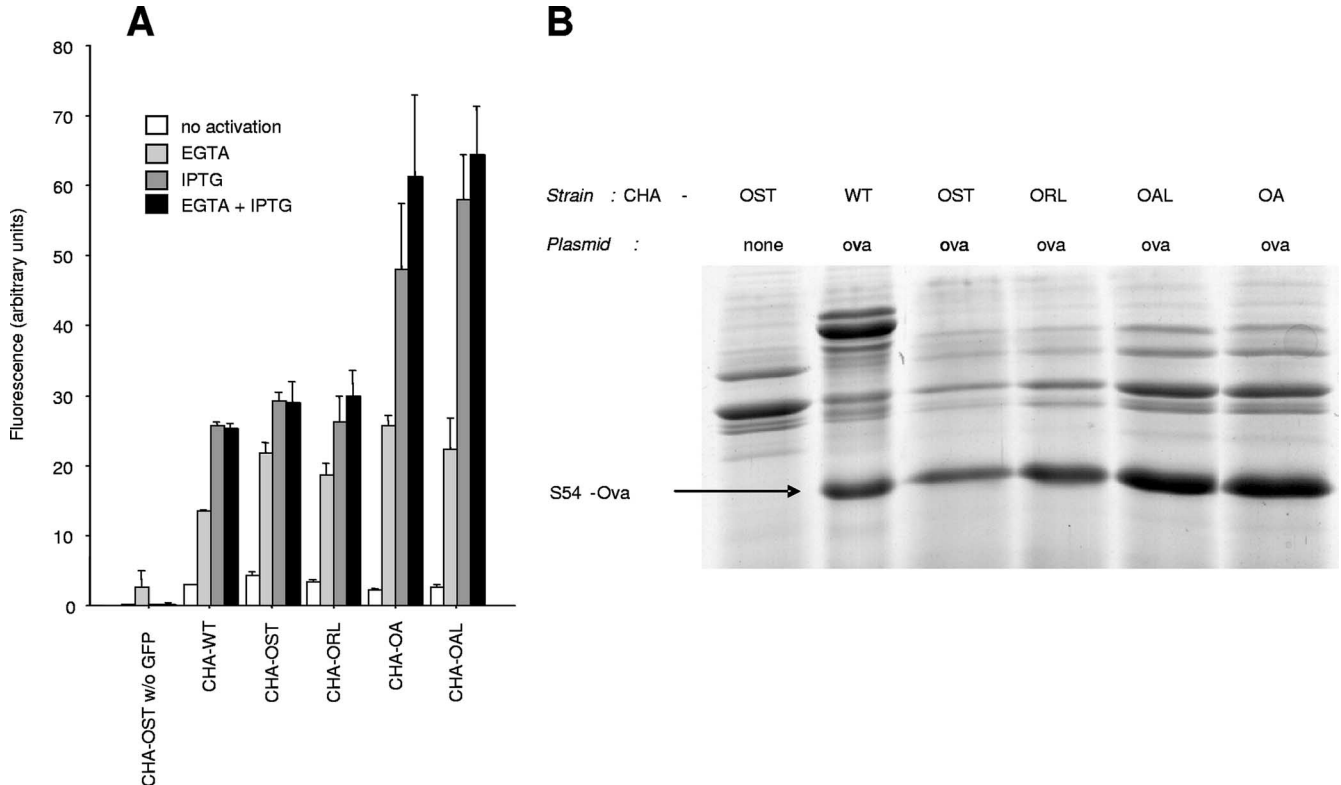 A
Fluorescence (arbitrary units)
80
70
60
50
40
30
20
10
0
no activation
EGTA
IPTG
EGTA + IPTG
CHA-OST w/o GFP
CHA-WT
CHA-OST
CHA-ORL
CHA-OA
CHA-OAL
B
Strain : CHA - OST WT OST ORL OAL OA
Plasmid : none ova ova ova ova ova
S54 -Ova